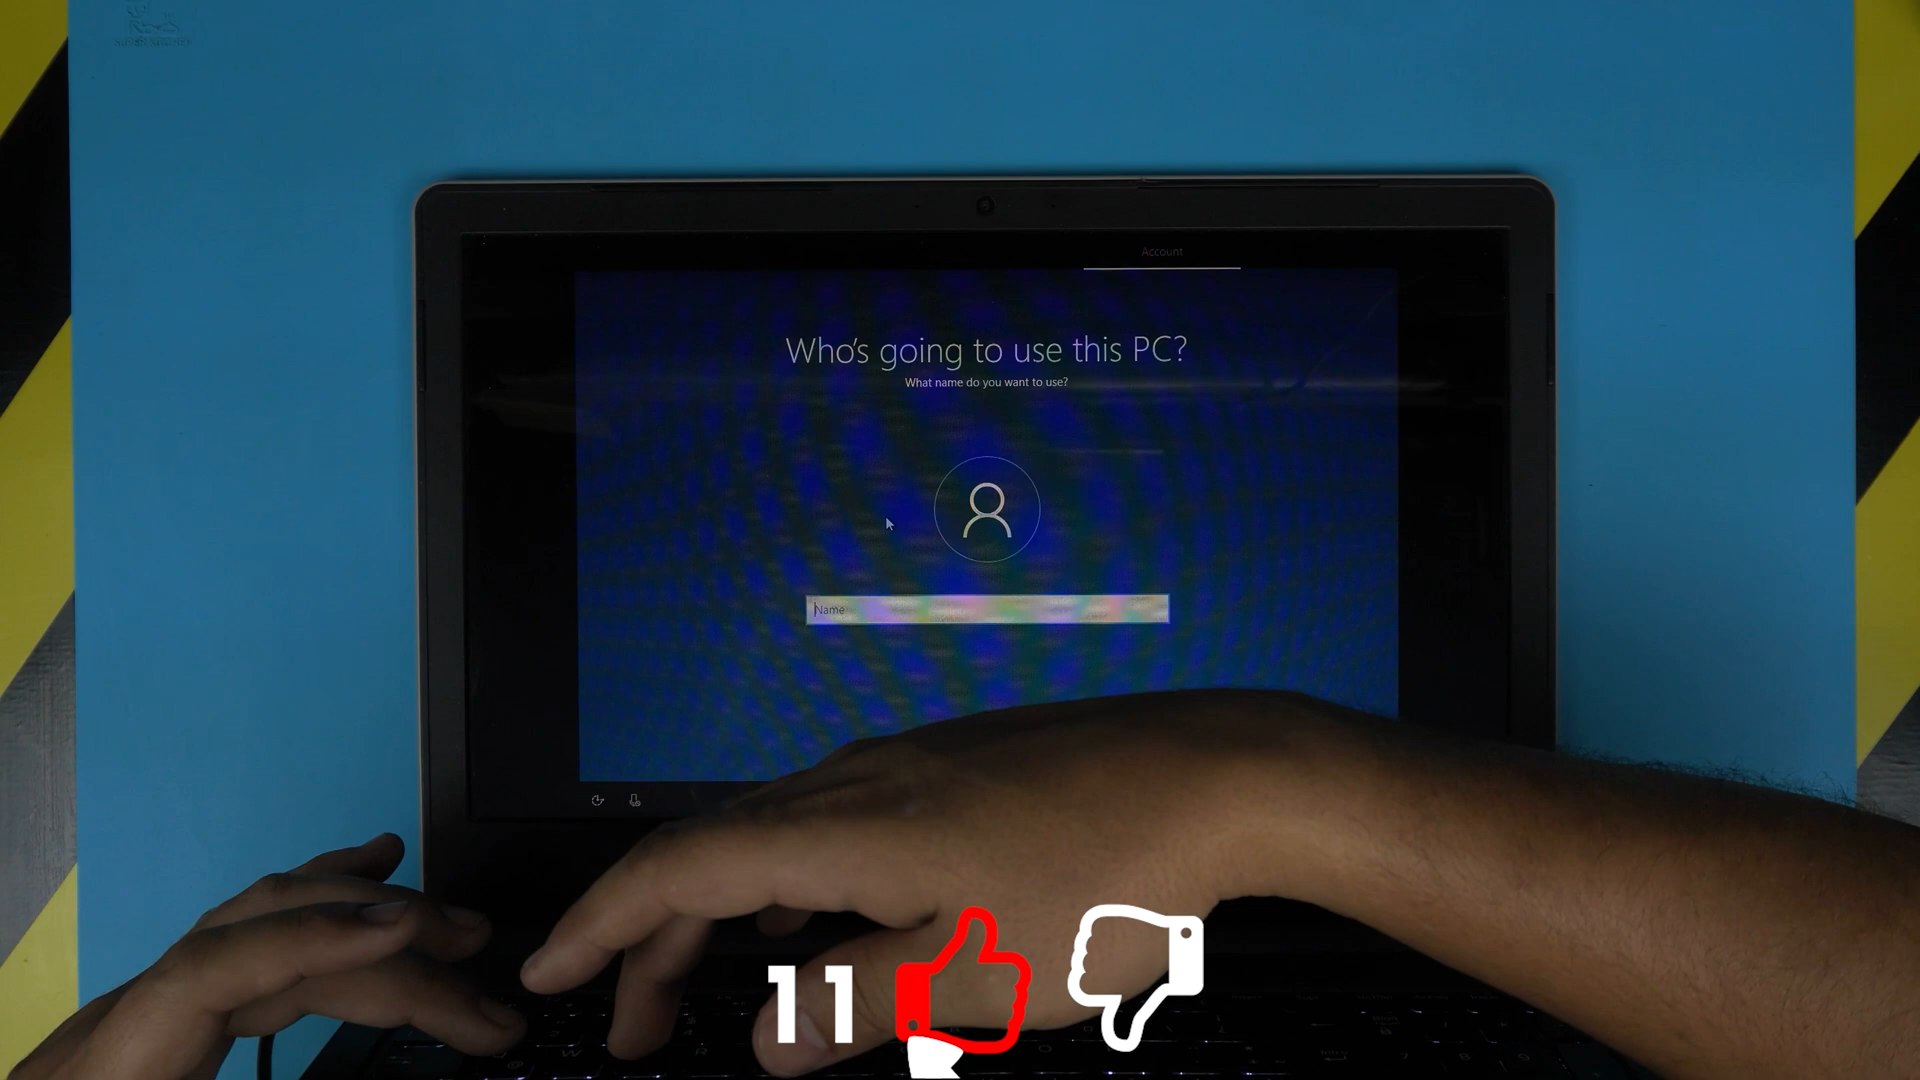 Account
Who's going to use this PC?
What name do you want to use?
Name
11